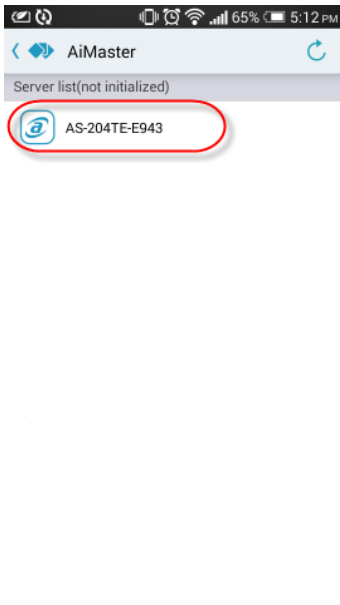 65% 5:12 PM
AiMaster
Server list(not initialized)
AS-204TE-E943